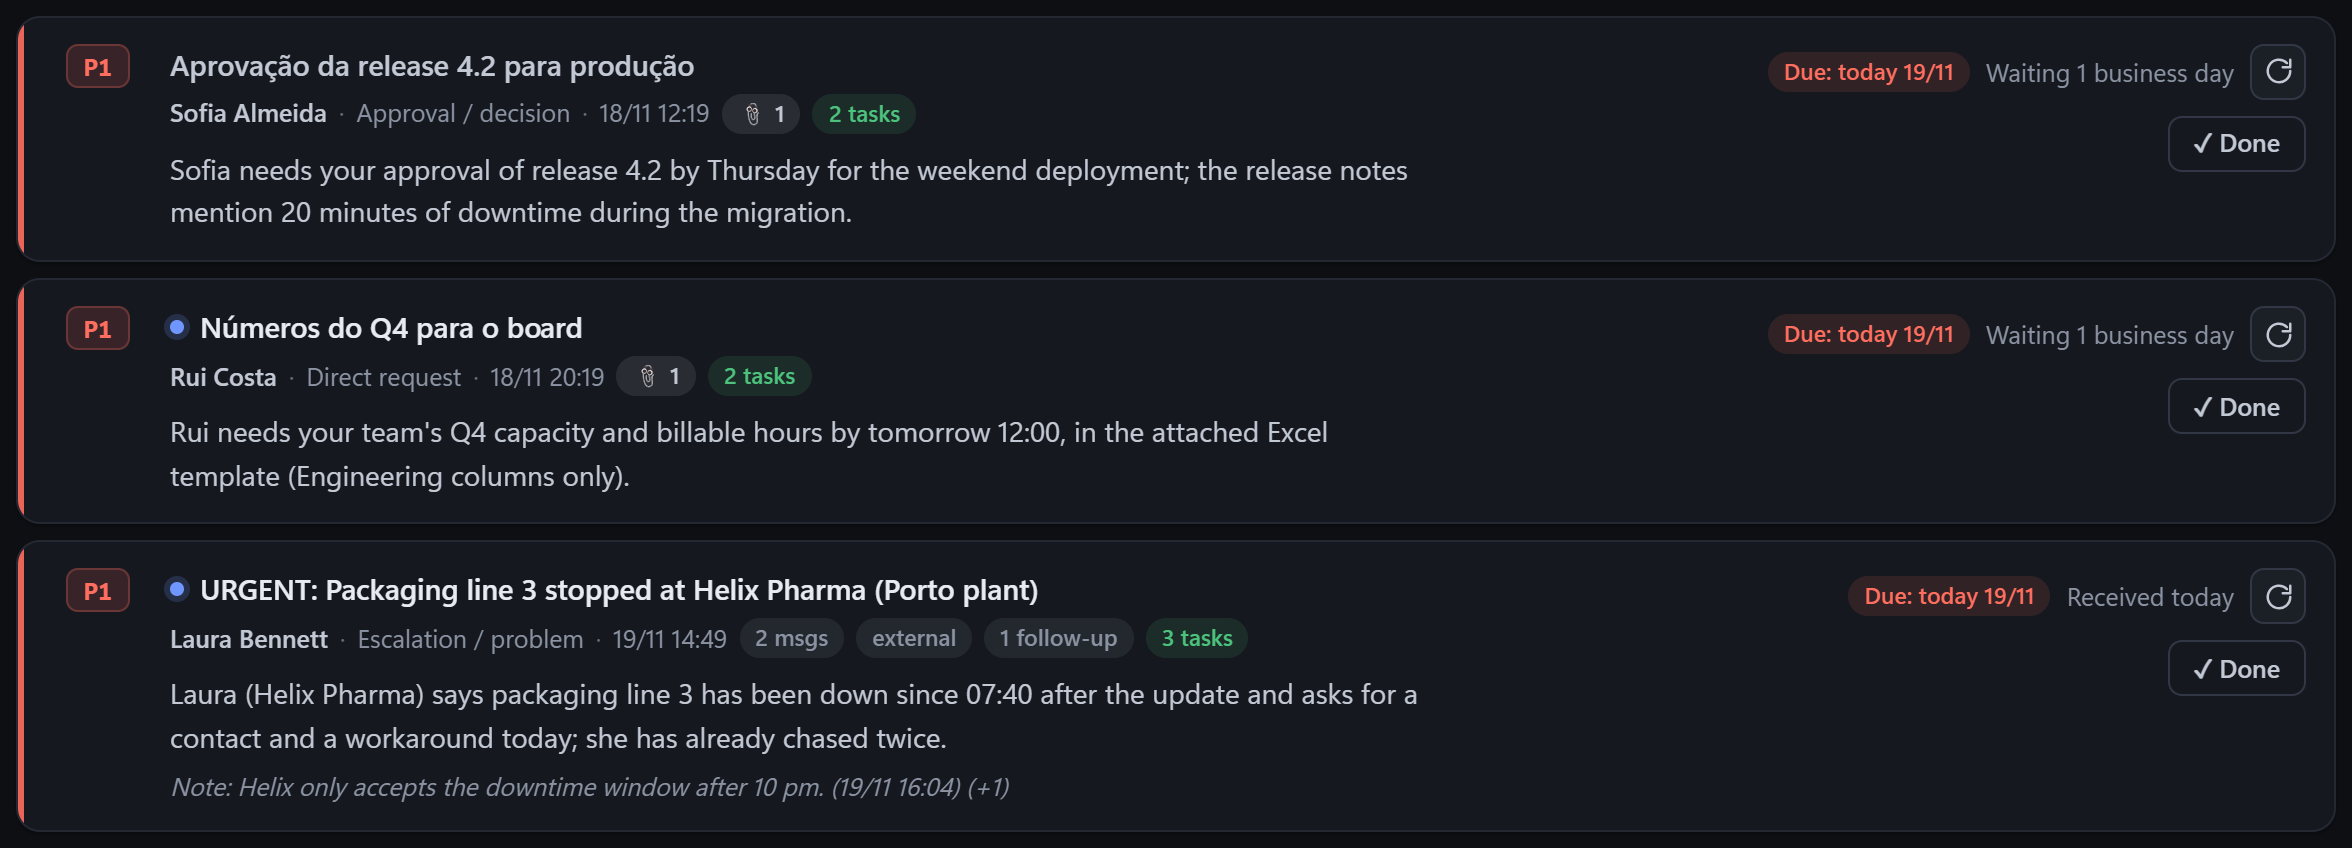 P1 Aprovação da release 4.2 para produção Due: today 19/11 Waiting 1 business day
Sofia Almeida · Approval / decision · 18/11 12:19 1 2 tasks
✓ Done
Sofia needs your approval of release 4.2 by Thursday for the weekend deployment; the release notes
mention 20 minutes of downtime during the migration.
P1 Números do Q4 para o board Due: today 19/11 Waiting 1 business day
Rui Costa · Direct request · 18/11 20:19 1 2 tasks
✓ Done
Rui needs your team's Q4 capacity and billable hours by tomorrow 12:00, in the attached Excel
template (Engineering columns only).
P1 URGENT: Packaging line 3 stopped at Helix Pharma (Porto plant) Due: today 19/11 Received today
Laura Bennett · Escalation / problem · 19/11 14:49 2 msgs external 1 follow-up 3 tasks
✓ Done
Laura (Helix Pharma) says packaging line 3 has been down since 07:40 after the update and asks for a
contact and a workaround today; she has already chased twice.
Note: Helix only accepts the downtime window after 10 pm. (19/11 16:04) (+1)